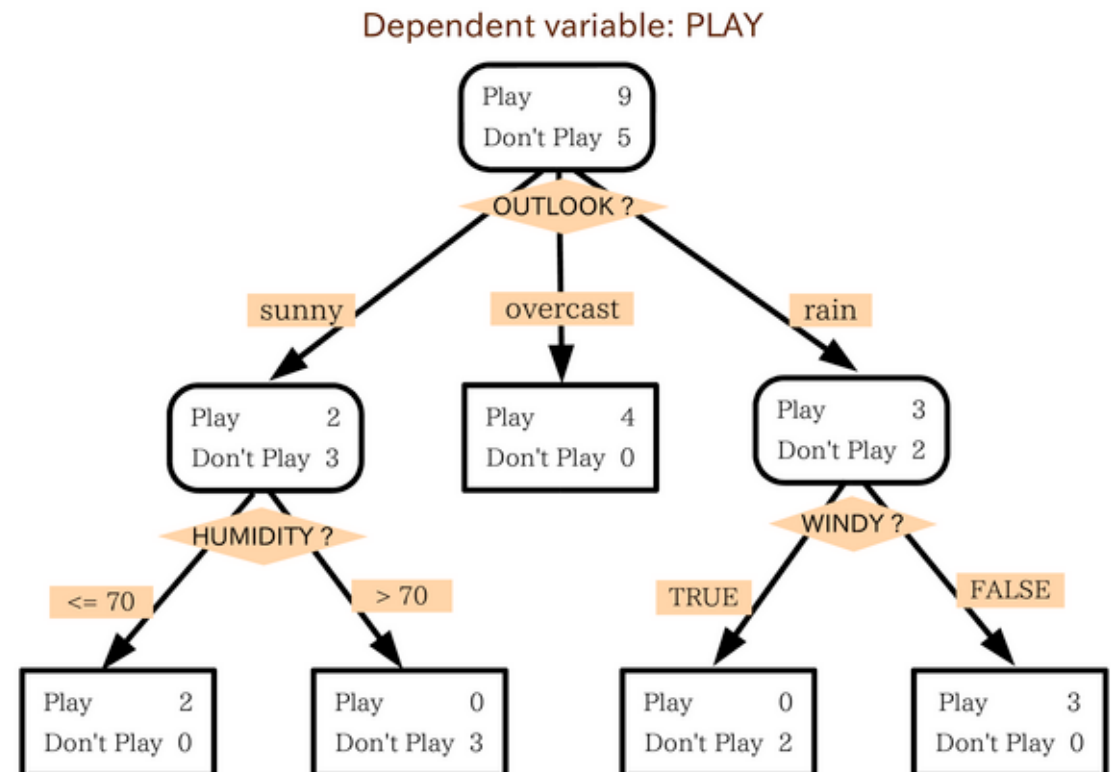 Dependent variable: PLAY
Play 9
Don't Play 5
OUTLOOK ?
sunny
overcast
rain
Play 2
Don't Play 3
Play 4
Don't Play 0
Play 3
Don't Play 2
HUMIDITY ?
WINDY ?
<= 70
> 70
TRUE
FALSE
Play 2
Don't Play 0
Play 0
Don't Play 3
Play 0
Don't Play 2
Play 3
Don't Play 0